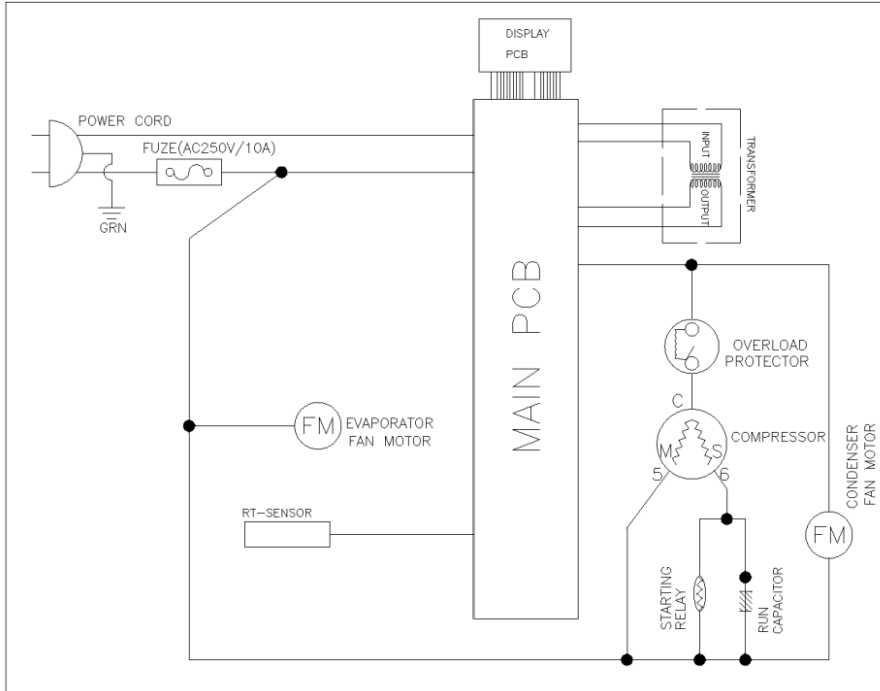 DISPLAY
PCB
POWER CORD
FUZE(AC250V/10A)
GRN
INPUT
OUTPUT
TRANSFORMER
MAIN PCB
OVERLOAD
PROTECTOR
C
COMPRESSOR
M S
5 6
FM
EVAPORATOR
FAN MOTOR
CONDENSER
FAN MOTOR
FM
RT-SENSOR
STARTING
RELAY
RUN
CAPACITOR